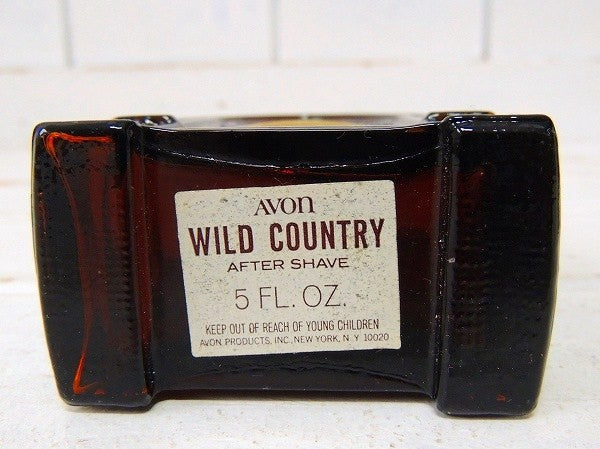 AVON
WILD COUNTRY
AFTER SHAVE
5 FL. OZ.
KEEP OUT OF REACH OF YOUNG CHILDREN
AVON PRODUCTS, INC., NEW YORK, N.Y. 10020